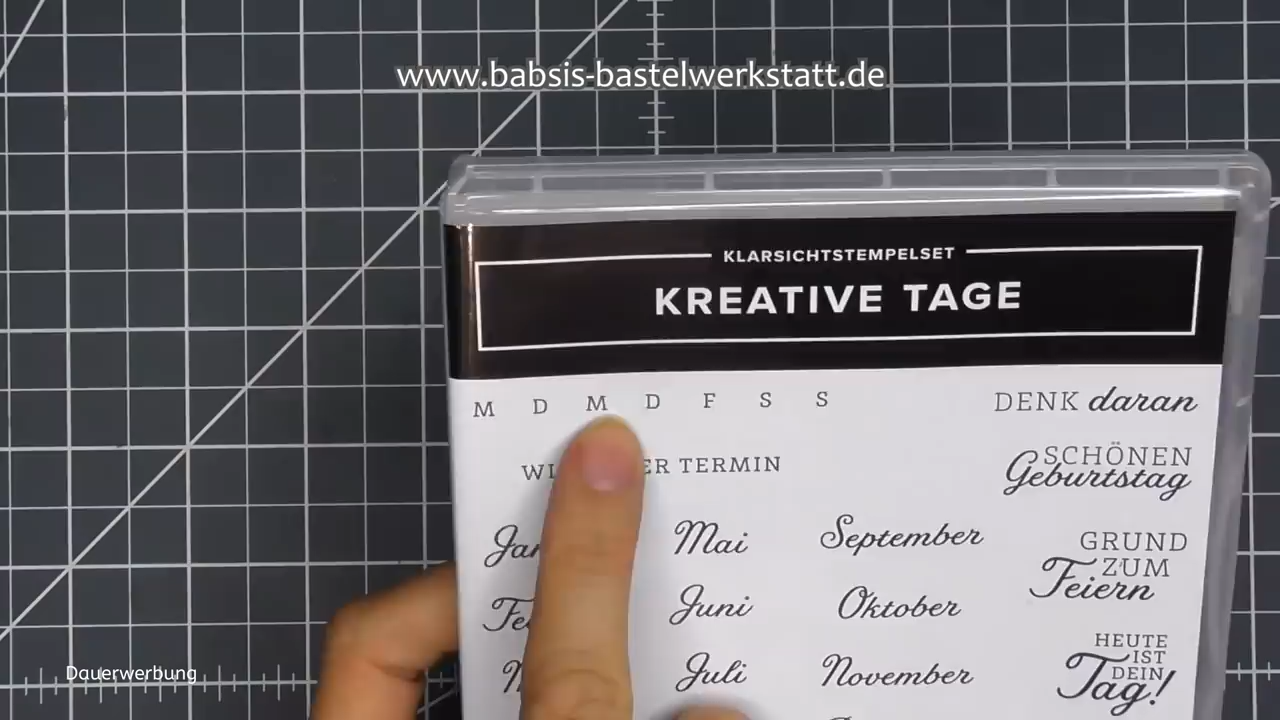 www.babsis-bastelwerkstatt.de
KLARSICHTSTEMPELSET
KREATIVE TAGE
M D M D F S S
TERMIN
Mai
September
Juni
Oktober
Juli
November
DENK daran
SCHÖNEN
Geburtstag
GRUND
ZUM
Feiern
HEUTE
IST
DEIN
Tag!
Dauerwerbung